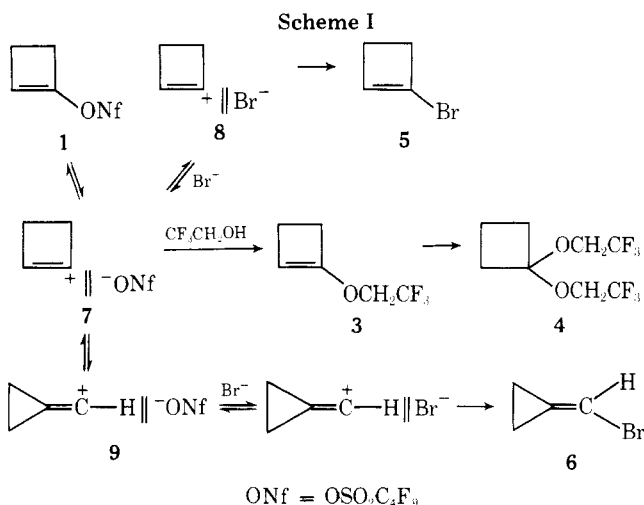 Scheme I
ONf
1
+ || Br⁻
8
Br
5
Br⁻
+ || ⁻ONf
7
CF₃CH₂OH
OCH₂CF₃
3
OCH₂CF₃
OCH₂CF₃
4
C⁺—H || ⁻ONf
9
Br⁻
C⁺—H || Br⁻
H
C
Br
6
ONf = OSO₂C₄F₉